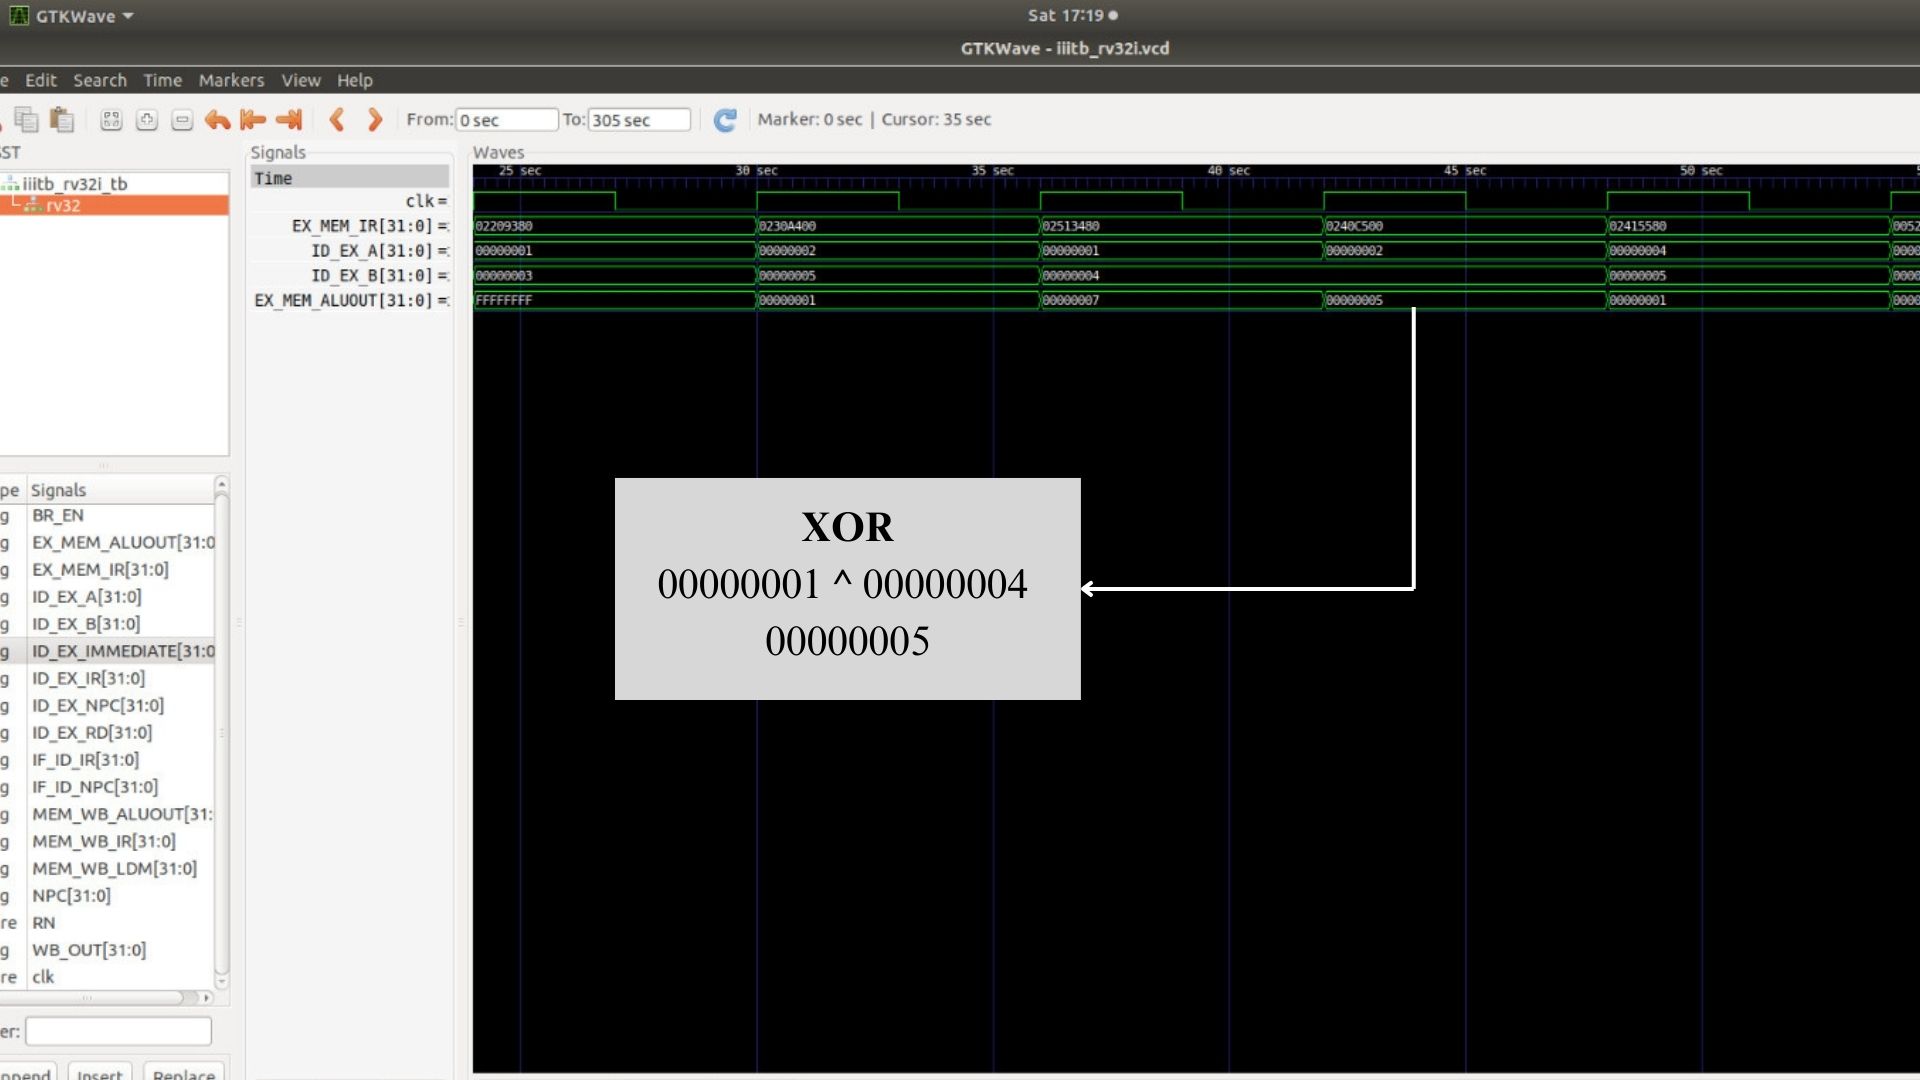 GTKWave
Sat 17:19
GTKWave - iiitb_rv32i.vcd
e Edit Search Time Markers View Help
From: 0 sec To: 305 sec Marker: 0 sec | Cursor: 35 sec
SST
iiitb_rv32i_tb
rv32
Signals
Time
clk=
EX_MEM_IR[31:0] =
ID_EX_A[31:0] =
ID_EX_B[31:0] =
EX_MEM_ALUOUT[31:0] =
Waves
25 sec 30 sec 35 sec 40 sec 45 sec 50 sec
02209380 0230A400 02513480 0240C500 02415580 0052
00000001 00000002 00000001 00000002 00000004 0000
00000003 00000005 00000004 00000005 0000
FFFFFFFF 00000001 00000007 00000005 00000001 0000
XOR
00000001 ^ 00000004
00000005
pe Signals
g BR_EN
g EX_MEM_ALUOUT[31:0
g EX_MEM_IR[31:0]
g ID_EX_A[31:0]
g ID_EX_B[31:0]
g ID_EX_IMMEDIATE[31:0
g ID_EX_IR[31:0]
g ID_EX_NPC[31:0]
g ID_EX_RD[31:0]
g IF_ID_IR[31:0]
g IF_ID_NPC[31:0]
g MEM_WB_ALUOUT[31:
g MEM_WB_IR[31:0]
g MEM_WB_LDM[31:0]
g NPC[31:0]
re RN
g WB_OUT[31:0]
re clk
er:
ppend Insert Replace